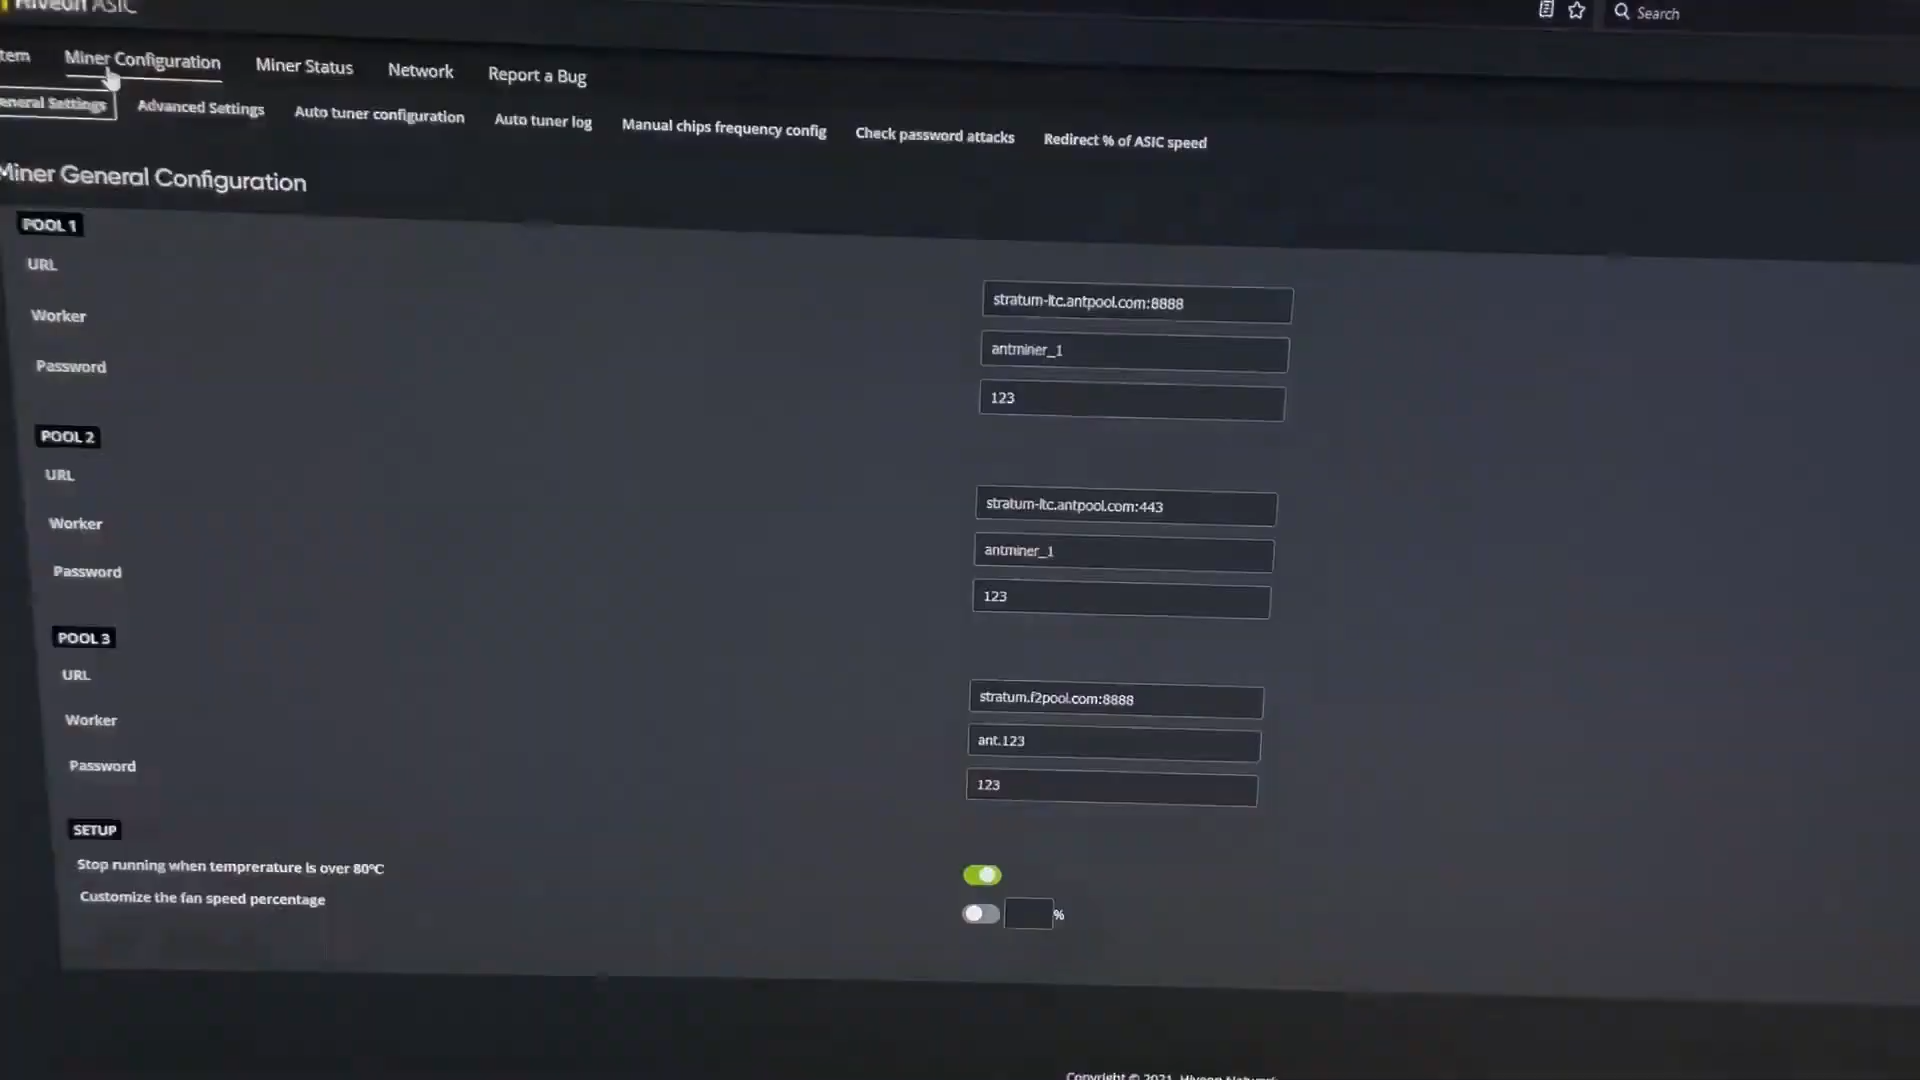 Hiveon ASIC
Search
tem Miner Configuration Miner Status Network Report a Bug
eneral Settings Advanced Settings Auto tuner configuration Auto tuner log Manual chips frequency config Check password attacks Redirect % of ASIC speed
Miner General Configuration
POOL 1
URL
stratum-ltc.antpool.com:8888
Worker
antminer_1
Password
123
POOL 2
URL
stratum-ltc.antpool.com:443
Worker
antminer_1
Password
123
POOL 3
URL
stratum.f2pool.com:8888
Worker
ant.123
Password
123
SETUP
Stop running when temprerature is over 80°C
Customize the fan speed percentage
%
Copyright © 2021, Hiveon Network